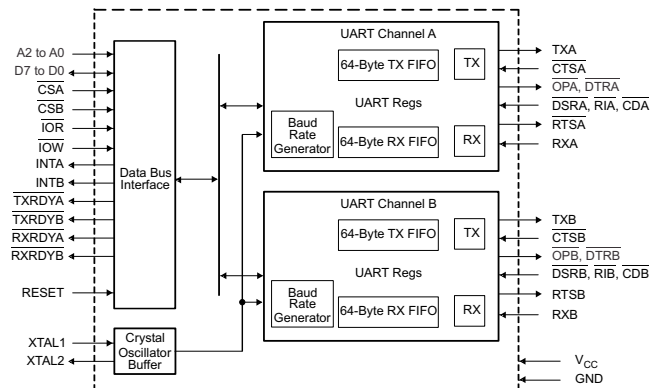 A2 to A0
D7 to D0
CSA
CSB
IOR
IOW
INTA
INTB
TXRDYA
TXRDYB
RXRDYA
RXRDYB
RESET
XTAL1
XTAL2
Data Bus
Interface
Crystal
Oscillator
Buffer
UART Channel A
64-Byte TX FIFO
TX
UART Regs
Baud
Rate
Generator
64-Byte RX FIFO
RX
TXA
CTSA
OPA, DTRA
DSRA, RIA, CDA
RTSA
RXA
UART Channel B
64-Byte TX FIFO
TX
UART Regs
Baud
Rate
Generator
64-Byte RX FIFO
RX
TXB
CTSB
OPB, DTRB
DSRB, RIB, CDB
RTSB
RXB
VCC
GND